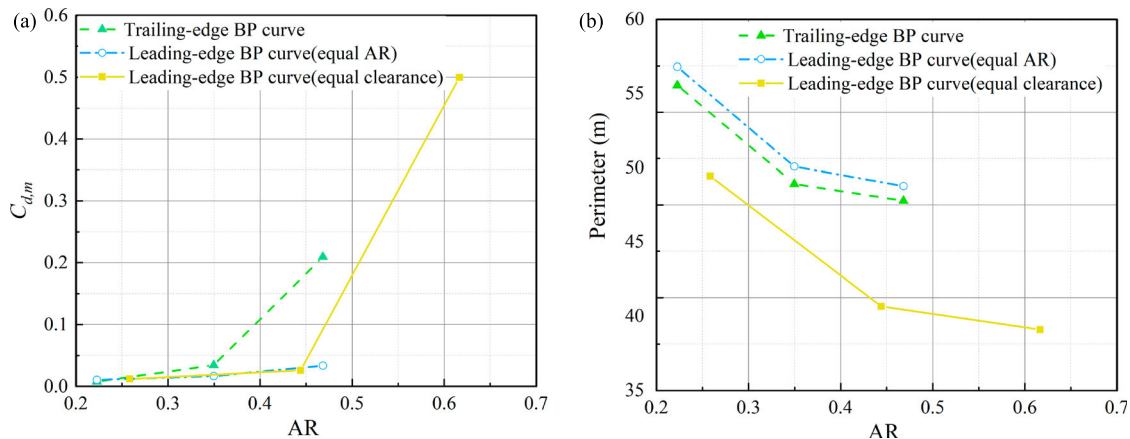 (a)
0.6
0.5
0.4
0.3
0.2
0.1
0.0
C_{d,m}
Trailing-edge BP curve
Leading-edge BP curve(equal AR)
Leading-edge BP curve(equal clearance)
0.2 0.3 0.4 0.5 0.6 0.7
AR
(b)
60
55
50
45
40
35
Perimeter (m)
Trailing-edge BP curve
Leading-edge BP curve(equal AR)
Leading-edge BP curve(equal clearance)
0.2 0.3 0.4 0.5 0.6 0.7
AR